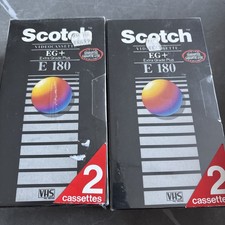 Scotch
VIDEOCASSETTE
EG+
Extra Grade Plus
E 180
VHS
2
cassettes
Scotch
EG+
Extra Grade Plus
E 180
VHS
2
cassettes